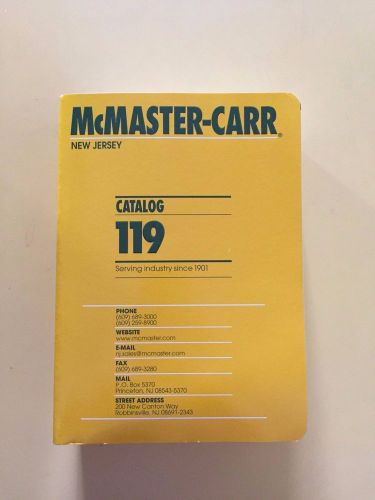 McMASTER-CARR®
NEW JERSEY
CATALOG
119
Serving industry since 1901
PHONE
(609) 689-3000
(609) 259-8900
WEBSITE
www.mcmaster.com
E-MAIL
nj.sales@mcmaster.com
FAX
(609) 689-3280
MAIL
P.O. Box 5370
Princeton, NJ 08543-5370
STREET ADDRESS
200 New Canton Way
Robbinsville, NJ 08691-2343